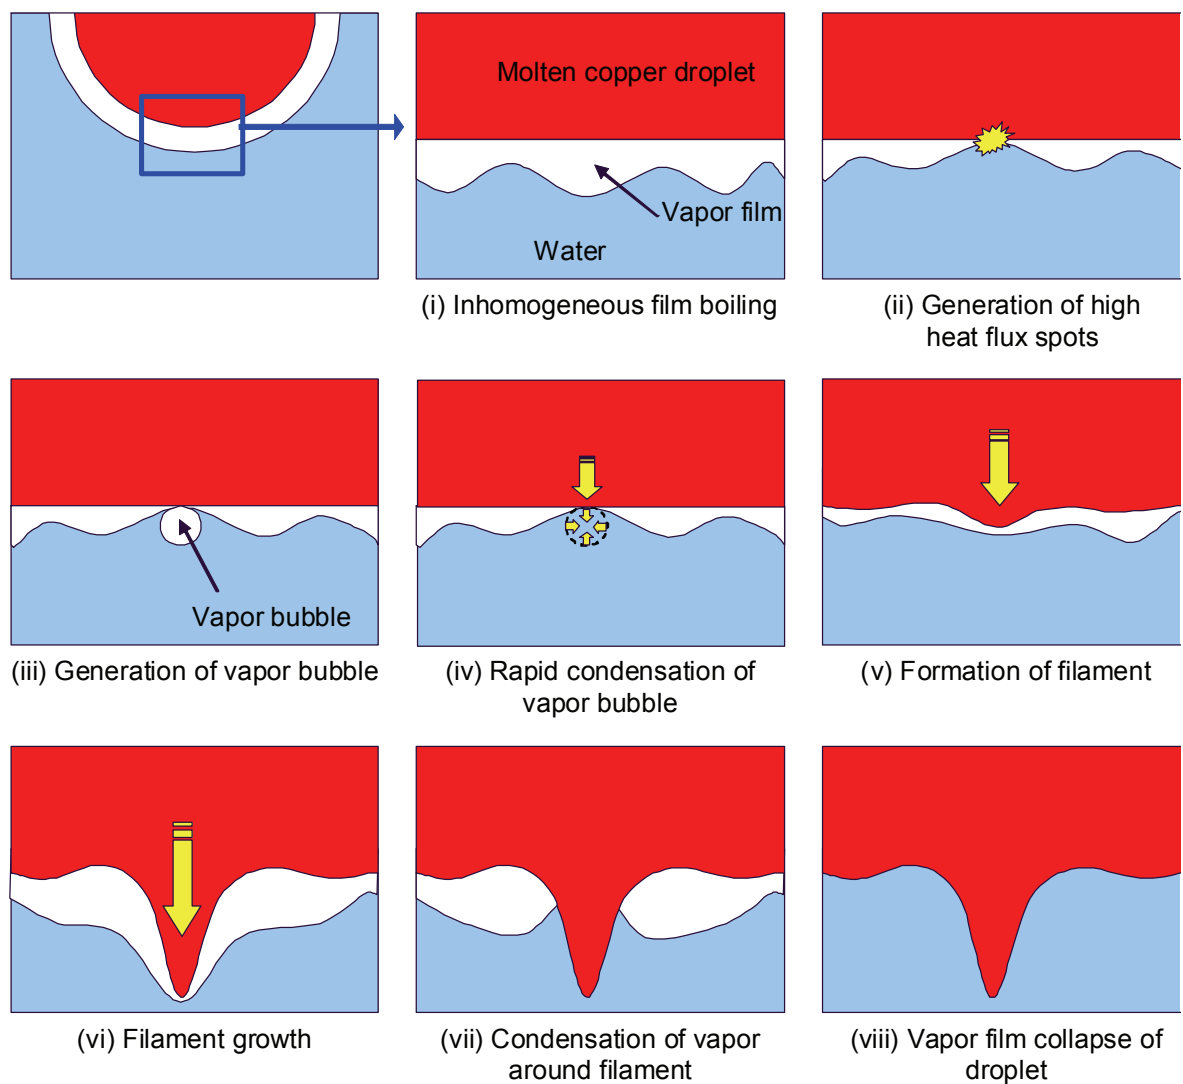 Molten copper droplet
Vapor film
Water
(i) Inhomogeneous film boiling
(ii) Generation of high
heat flux spots
Vapor bubble
(iii) Generation of vapor bubble
(iv) Rapid condensation of
vapor bubble
(v) Formation of filament
(vi) Filament growth
(vii) Condensation of vapor
around filament
(viii) Vapor film collapse of
droplet